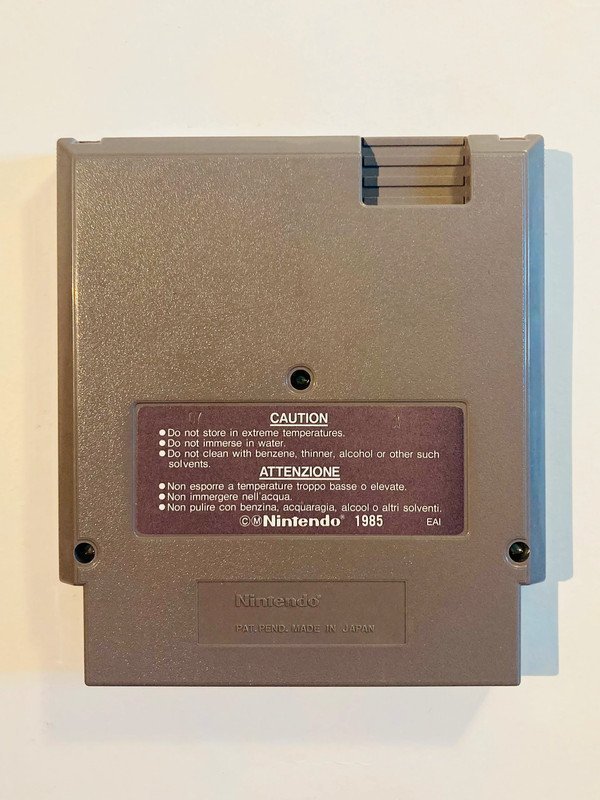 CAUTION
●Do not store in extreme temperatures.
●Do not immerse in water.
●Do not clean with benzene, thinner, alcohol or other such
solvents.
ATTENZIONE
●Non esporre a temperature troppo basse o elevate.
●Non immergere nell'acqua.
●Non pulire con benzina, acquaragia, alcool o altri solventi.
©ⓂNintendo® 1985 EAI
Nintendo®
PAT. PEND. MADE IN JAPAN